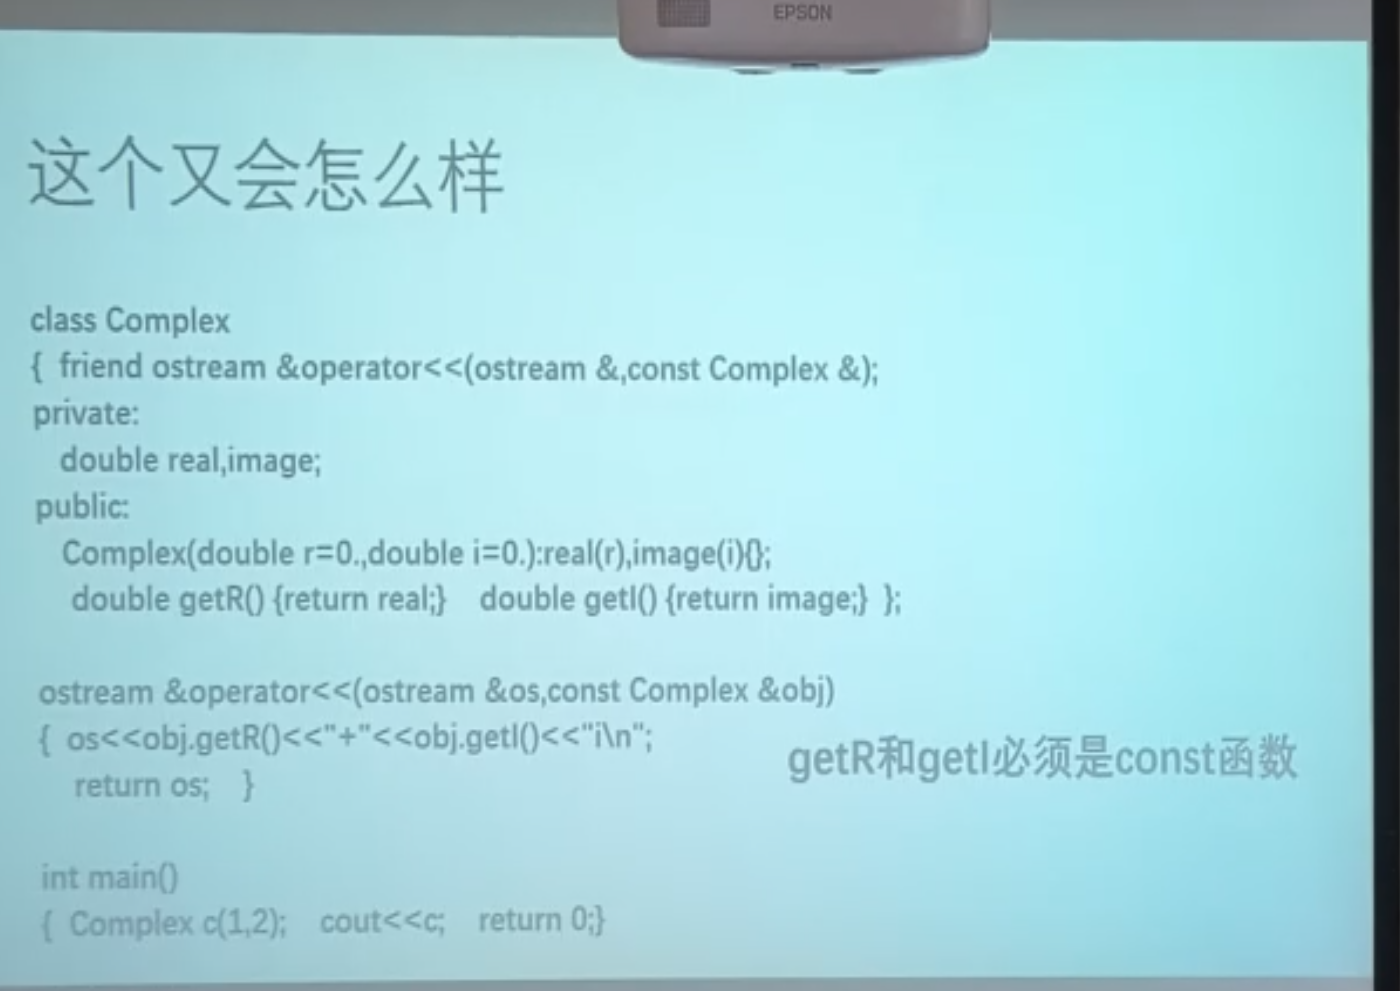 EPSON
这个又会怎么样
class Complex
{ friend ostream &operator<<(ostream &,const Complex &);
private:
double real,image;
public:
Complex(double r=0.,double i=0.):real(r),image(i){};
double getR() {return real;} double getI() {return image;} };
ostream &operator<<(ostream &os,const Complex &obj)
{ os<<obj.getR()<<"+"<<obj.getI()<<"i\n";
return os; }
getR和getI必须是const函数
int main()
{ Complex c(1,2); cout<<c; return 0;}